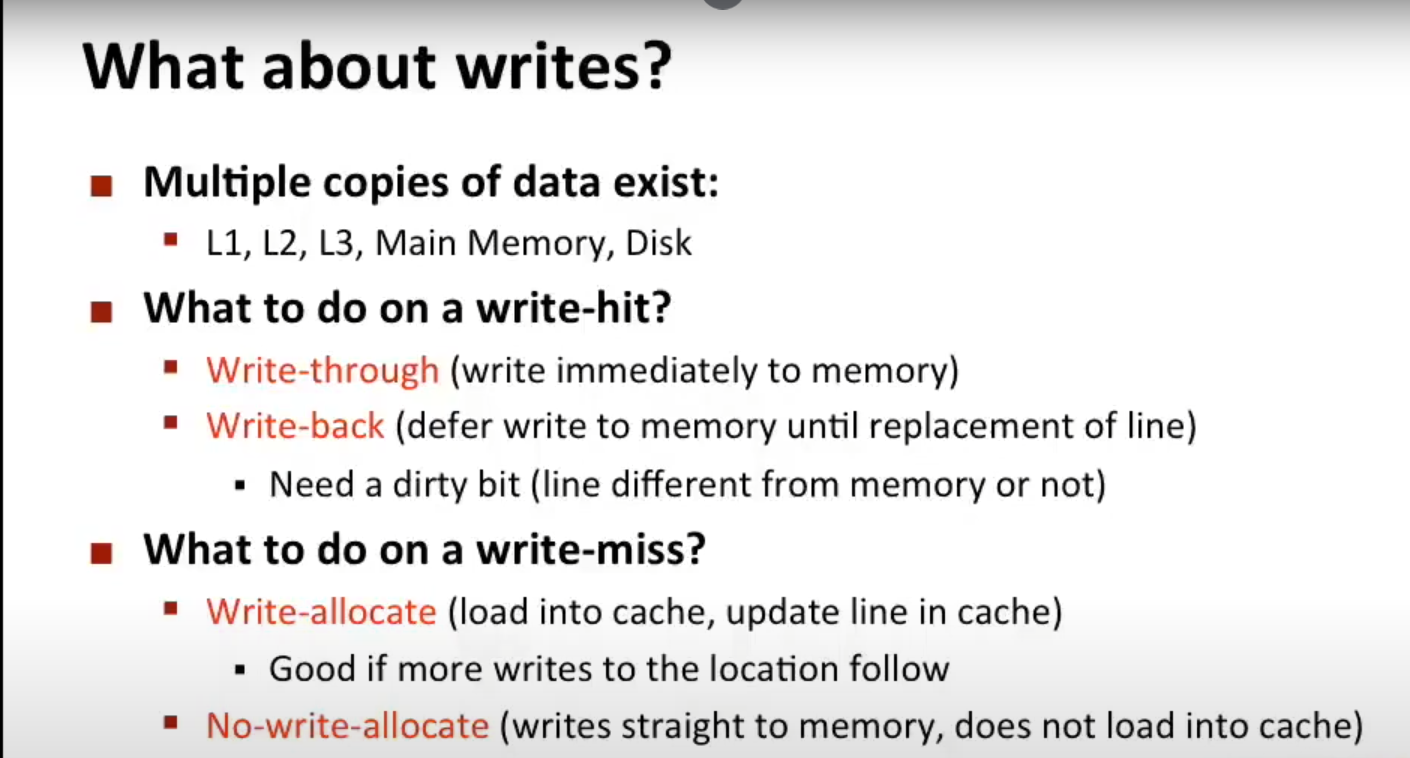 What about writes?
Multiple copies of data exist:
L1, L2, L3, Main Memory, Disk
What to do on a write-hit?
Write-through (write immediately to memory)
Write-back (defer write to memory until replacement of line)
Need a dirty bit (line different from memory or not)
What to do on a write-miss?
Write-allocate (load into cache, update line in cache)
Good if more writes to the location follow
No-write-allocate (writes straight to memory, does not load into cache)